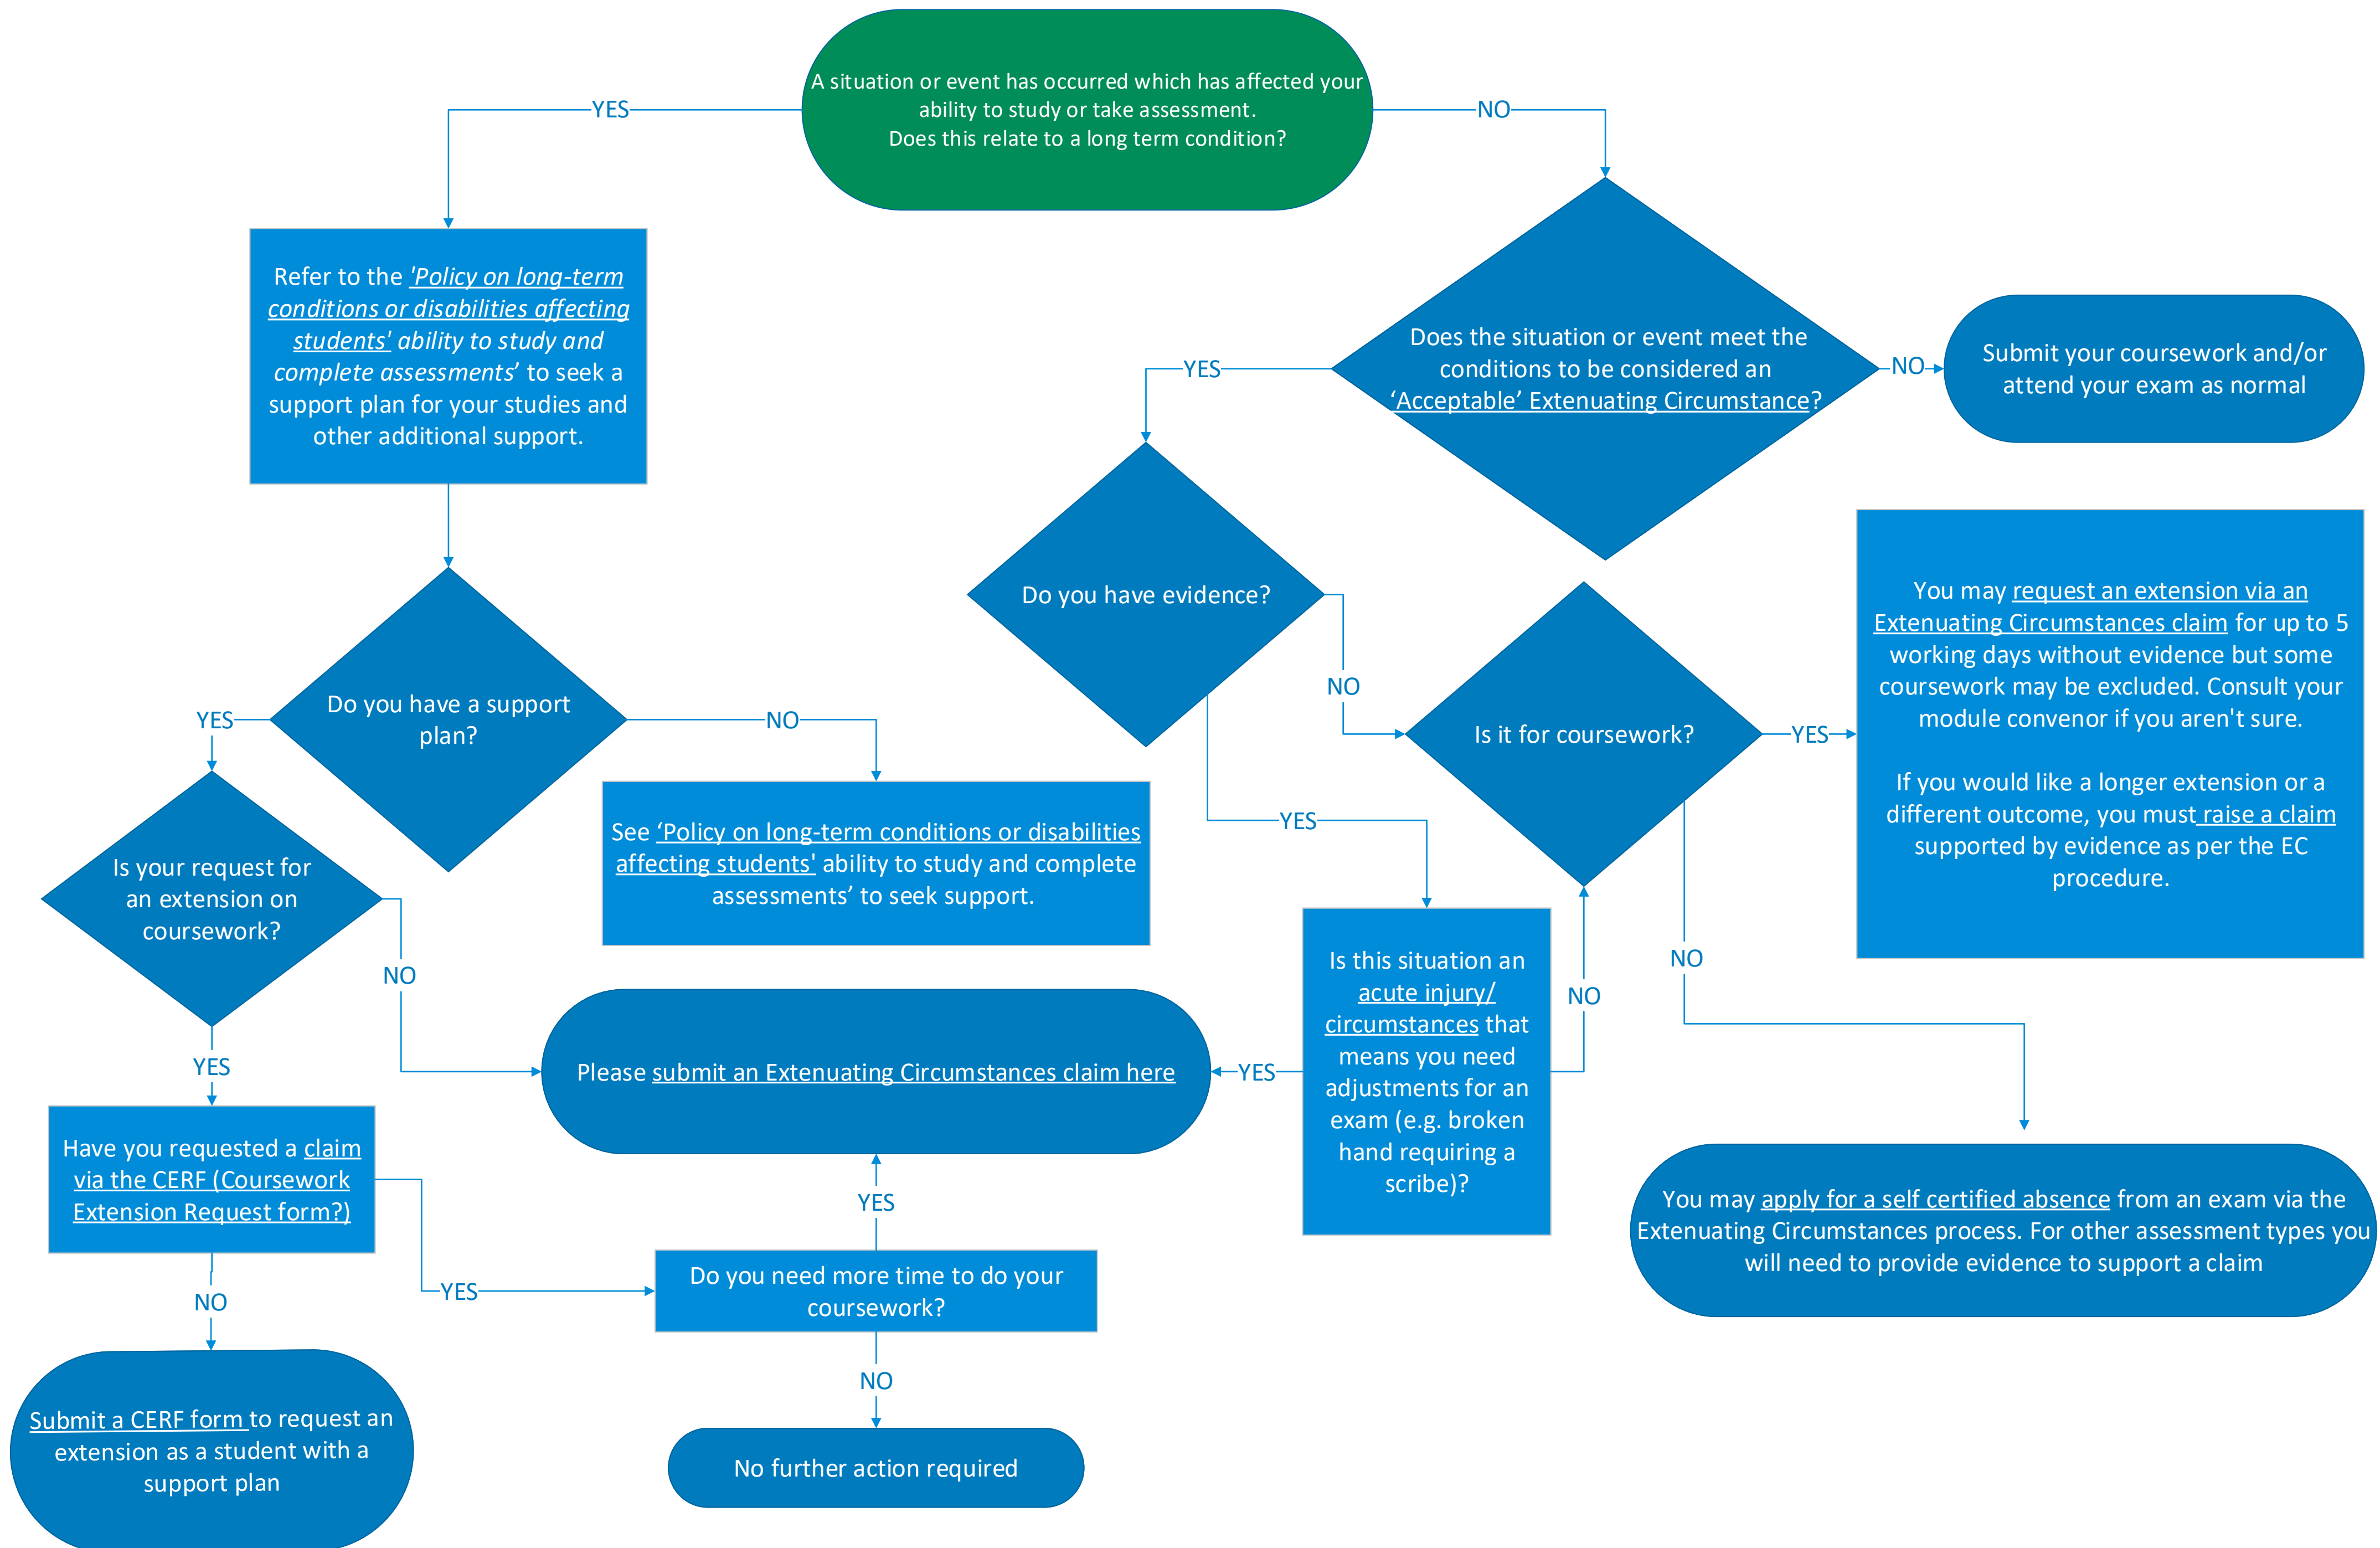 A situation or event has occurred which has affected your
ability to study or take assessment.
Does this relate to a long term condition?
YES
NO
Refer to the 'Policy on long-term
conditions or disabilities affecting
students' ability to study and
complete assessments’ to seek a
support plan for your studies and
other additional support.
Does the situation or event meet the
conditions to be considered an
‘Acceptable’ Extenuating Circumstance?
YES
NO
Submit your coursework and/or
attend your exam as normal
Do you have evidence?
NO
YES
Is it for coursework?
YES
NO
You may request an extension via an
Extenuating Circumstances claim for up to 5
working days without evidence but some
coursework may be excluded. Consult your
module convenor if you aren't sure.
If you would like a longer extension or a
different outcome, you must raise a claim
supported by evidence as per the EC
procedure.
Do you have a support
plan?
YES
NO
See ‘Policy on long-term conditions or disabilities
affecting students' ability to study and complete
assessments’ to seek support.
Is your request for
an extension on
coursework?
NO
YES
Please submit an Extenuating Circumstances claim here
YES
Is this situation an
acute injury/
circumstances that
means you need
adjustments for an
exam (e.g. broken
hand requiring a
scribe)?
NO
You may apply for a self certified absence from an exam via the
Extenuating Circumstances process. For other assessment types you
will need to provide evidence to support a claim
Have you requested a claim
via the CERF (Coursework
Extension Request form?)
YES
NO
Do you need more time to do your
coursework?
YES
NO
Submit a CERF form to request an
extension as a student with a
support plan
No further action required